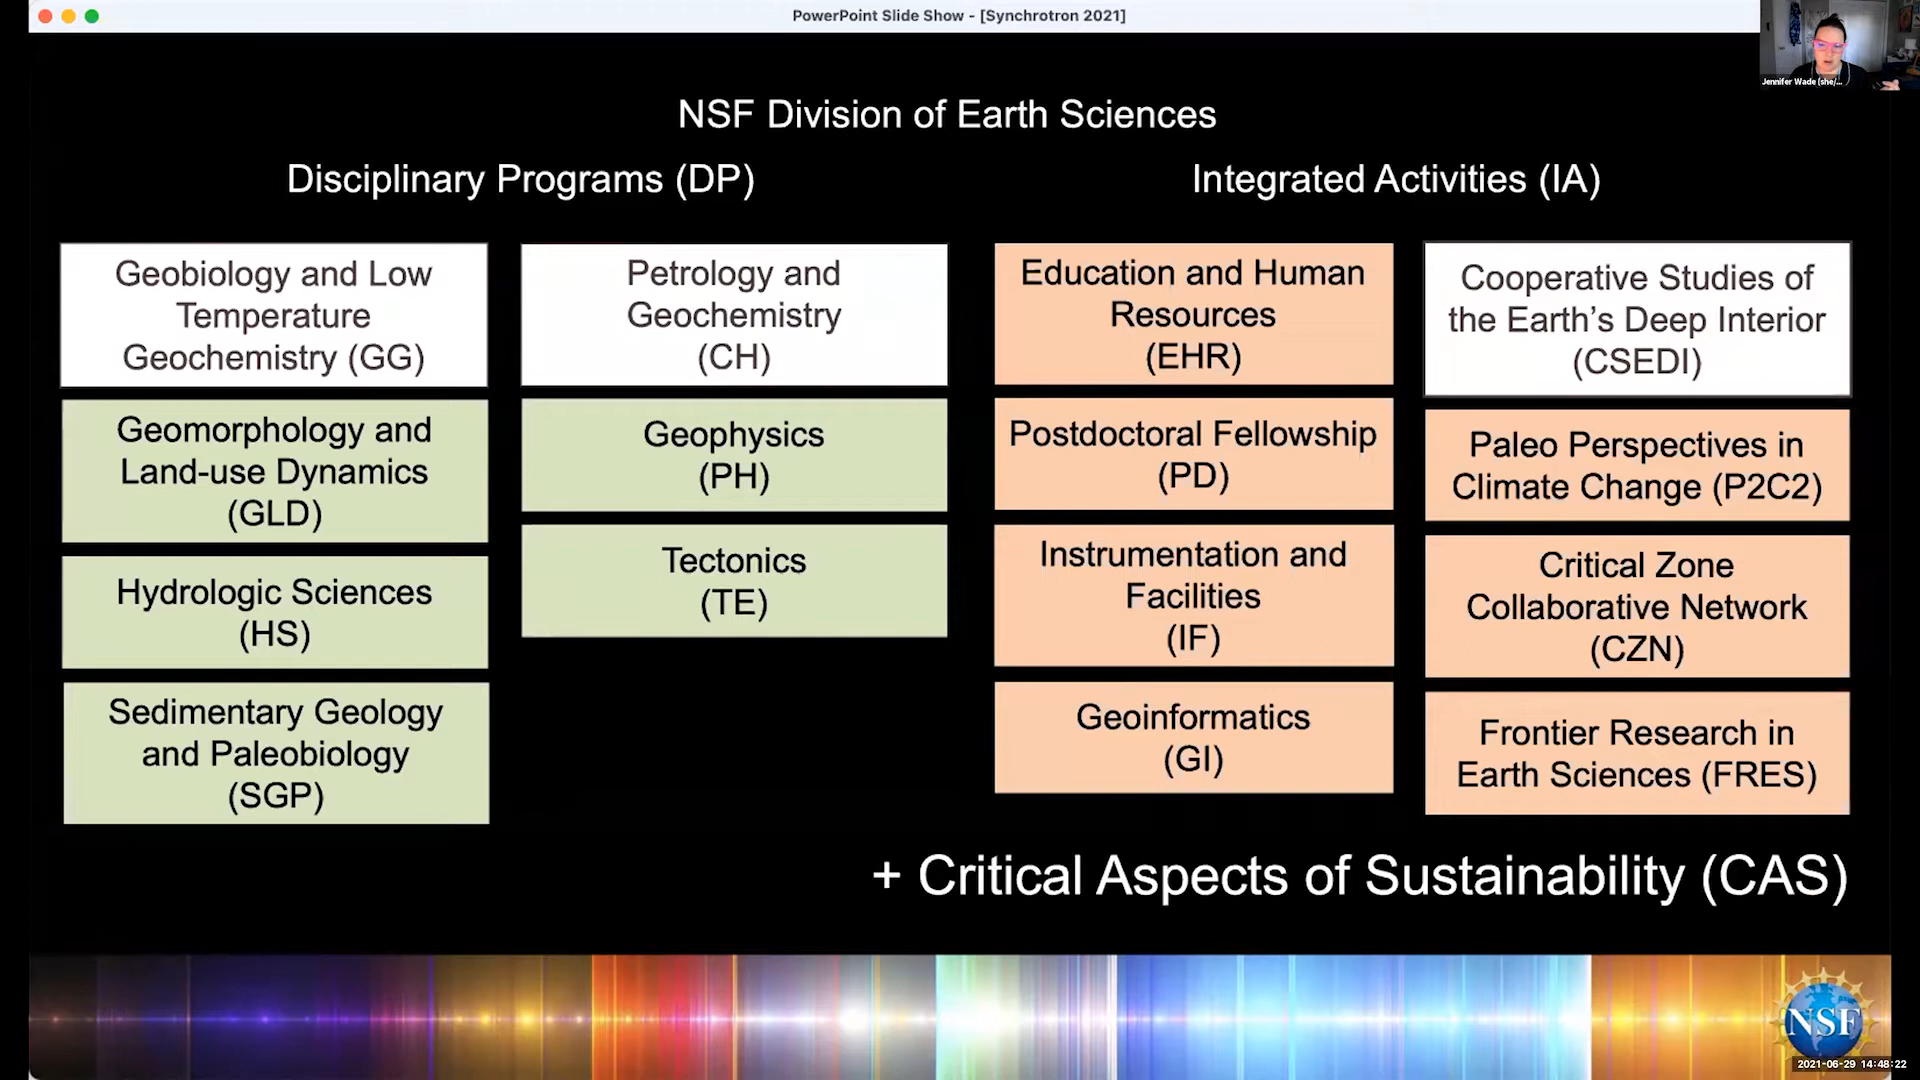 PowerPoint Slide Show - [Synchrotron 2021]
Jennifer Wade (she/...
NSF Division of Earth Sciences
Disciplinary Programs (DP)
Geobiology and Low
Temperature
Geochemistry (GG)
Geomorphology and
Land-use Dynamics
(GLD)
Hydrologic Sciences
(HS)
Sedimentary Geology
and Paleobiology
(SGP)
Petrology and
Geochemistry
(CH)
Geophysics
(PH)
Tectonics
(TE)
Integrated Activities (IA)
Education and Human
Resources
(EHR)
Postdoctoral Fellowship
(PD)
Instrumentation and
Facilities
(IF)
Geoinformatics
(GI)
Cooperative Studies of
the Earth’s Deep Interior
(CSEDI)
Paleo Perspectives in
Climate Change (P2C2)
Critical Zone
Collaborative Network
(CZN)
Frontier Research in
Earth Sciences (FRES)
+ Critical Aspects of Sustainability (CAS)
NSF
2021-06-29 14:48:22